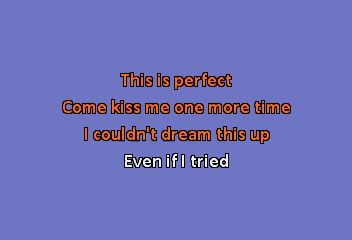 This is perfect
Come kiss me one more time
I couldn't dream this up
Even if I tried